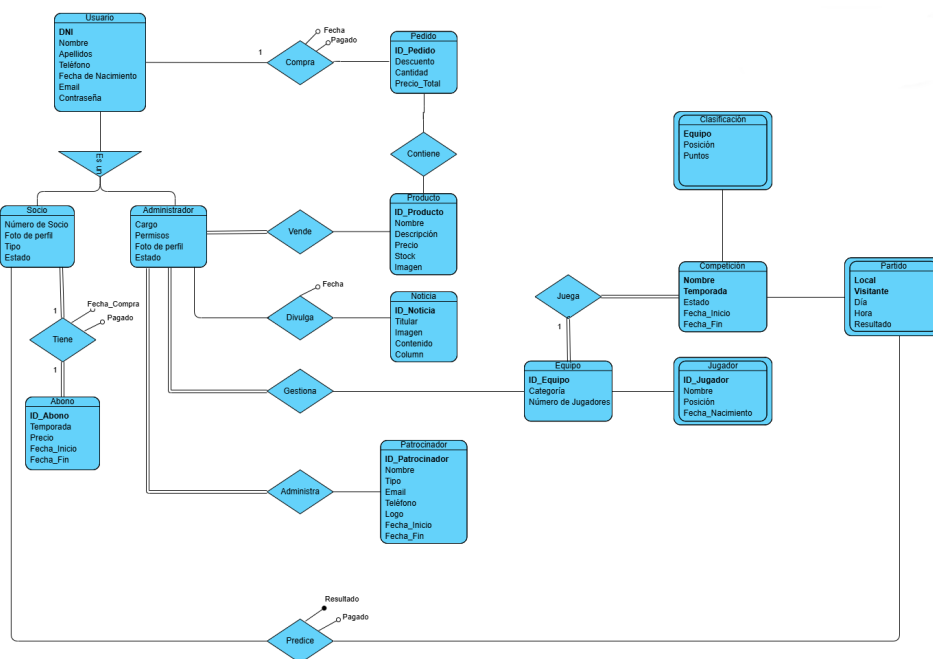 Usuario
DNI
Nombre
Apellidos
Teléfono
Fecha de Nacimiento
Email
Contraseña
1
Compra
Fecha
Pagado
Pedido
ID_Pedido
Descuento
Cantidad
Precio_Total
Contiene
Es un
Socio
Número de Socio
Foto de perfil
Tipo
Estado
Administrador
Cargo
Permisos
Foto de perfil
Estado
Vende
Producto
ID_Producto
Nombre
Descripción
Precio
Stock
Imagen
Clasificación
Equipo
Posición
Puntos
Competición
Nombre
Temporada
Estado
Fecha_Inicio
Fecha_Fin
Partido
Local
Visitante
Día
Hora
Resultado
Juega
1
Fecha
Divulga
Noticia
ID_Noticia
Titular
Imagen
Contenido
Column
Fecha_Compra
Pagado
1
Tiene
1
Abono
ID_Abono
Temporada
Precio
Fecha_Inicio
Fecha_Fin
Gestiona
Equipo
ID_Equipo
Categoría
Número de Jugadores
Jugador
ID_Jugador
Nombre
Posición
Fecha_Nacimiento
Administra
Patrocinador
ID_Patrocinador
Nombre
Tipo
Email
Teléfono
Logo
Fecha_Inicio
Fecha_Fin
Resultado
Pagado
Predice